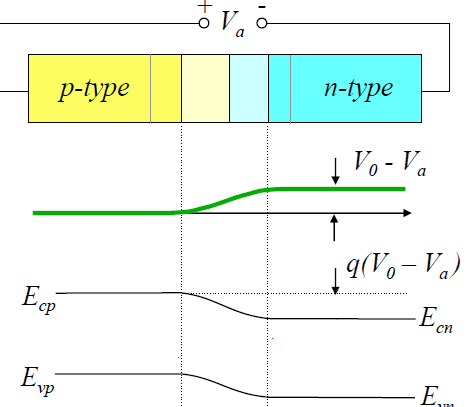 + V_a -
p-type n-type
V_0 - V_a
q(V_0 – V_a)
E_cp
E_cn
E_vp
E_vn